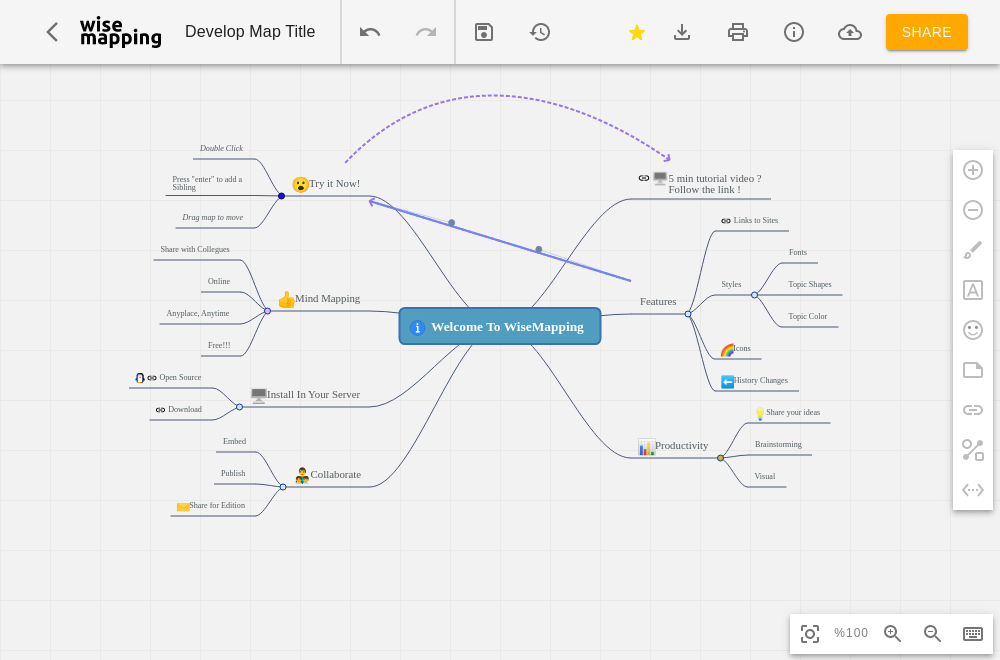 wise
mapping
Develop Map Title
SHARE
Double Click
Press "enter" to add a
Sibling
Drag map to move
Try it Now!
Share with Collegues
Online
Anyplace, Anytime
Free!!!
Mind Mapping
Open Source
Download
Install In Your Server
Embed
Publish
Share for Edition
Collaborate
Welcome To WiseMapping
5 min tutorial video ?
Follow the link !
Links to Sites
Fonts
Styles
Topic Shapes
Topic Color
Features
Icons
History Changes
Share your ideas
Productivity
Brainstorming
Visual
%100